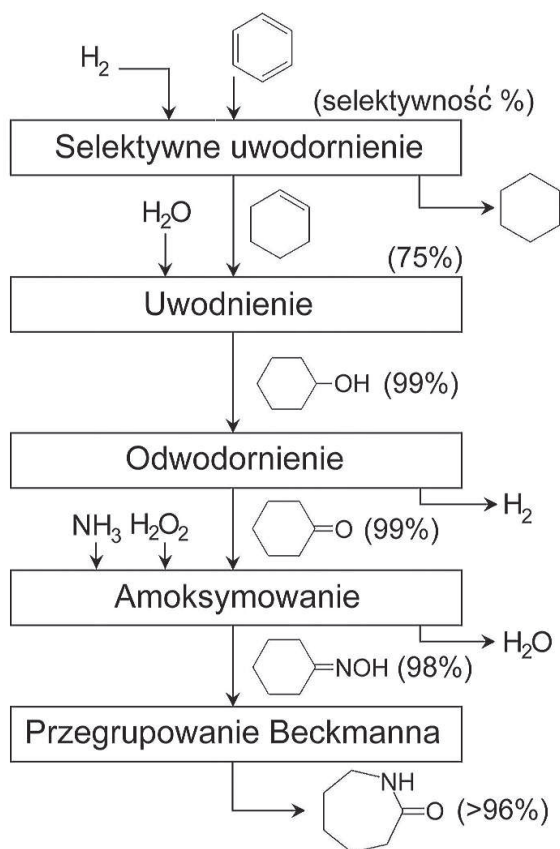 H₂
(selektywność %)
Selektywne uwodornienie
H₂O
(75%)
Uwodnienie
OH (99%)
Odwodornienie
H₂
NH₃ H₂O₂
O (99%)
Amoksymowanie
H₂O
NOH (98%)
Przegrupowanie Beckmanna
NH
O (>96%)